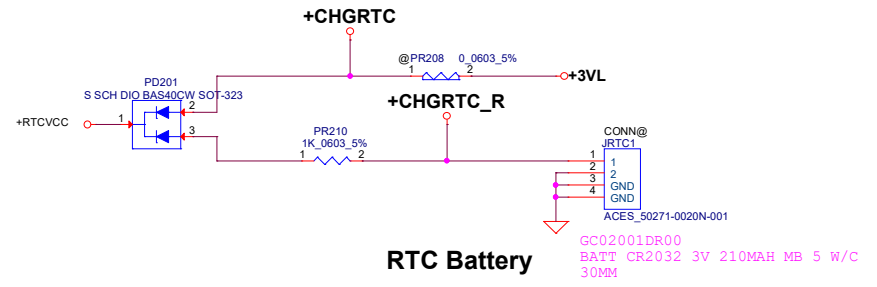 +CHGRTC
@PR208 0_0603_5%
1 2
+3VL
PD201
S SCH DIO BAS40CW SOT-323
+RTCVCC
1
2
3
+CHGRTC_R
PR210
1K_0603_5%
1 2
CONN@
JRTC1
1 1
2 2
3 GND
4 GND
ACES_50271-0020N-001
GC02001DR00
BATT CR2032 3V 210MAH MB 5 W/C
30MM
RTC Battery